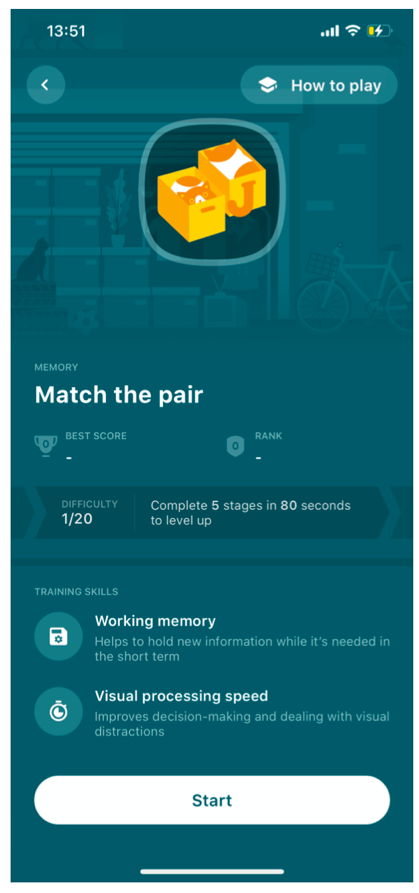 13:51
How to play
J
MEMORY
Match the pair
0
BEST SCORE
-
0
RANK
-
DIFFICULTY
1/20
Complete 5 stages in 80 seconds
to level up
TRAINING SKILLS
Working memory
Helps to hold new information while it's needed in
the short term
Visual processing speed
Improves decision-making and dealing with visual
distractions
Start